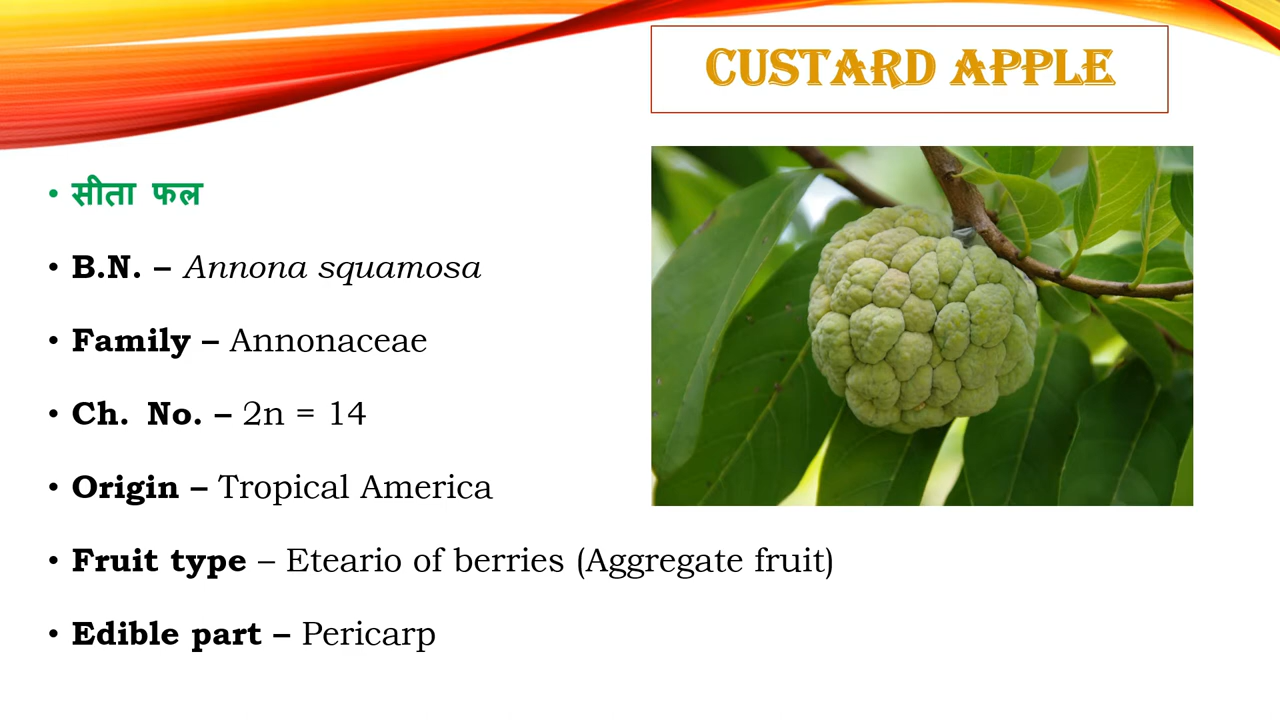 CUSTARD APPLE
• सीता फल
• B.N. – Annona squamosa
• Family – Annonaceae
• Ch. No. – 2n = 14
• Origin – Tropical America
• Fruit type – Eteario of berries (Aggregate fruit)
• Edible part – Pericarp